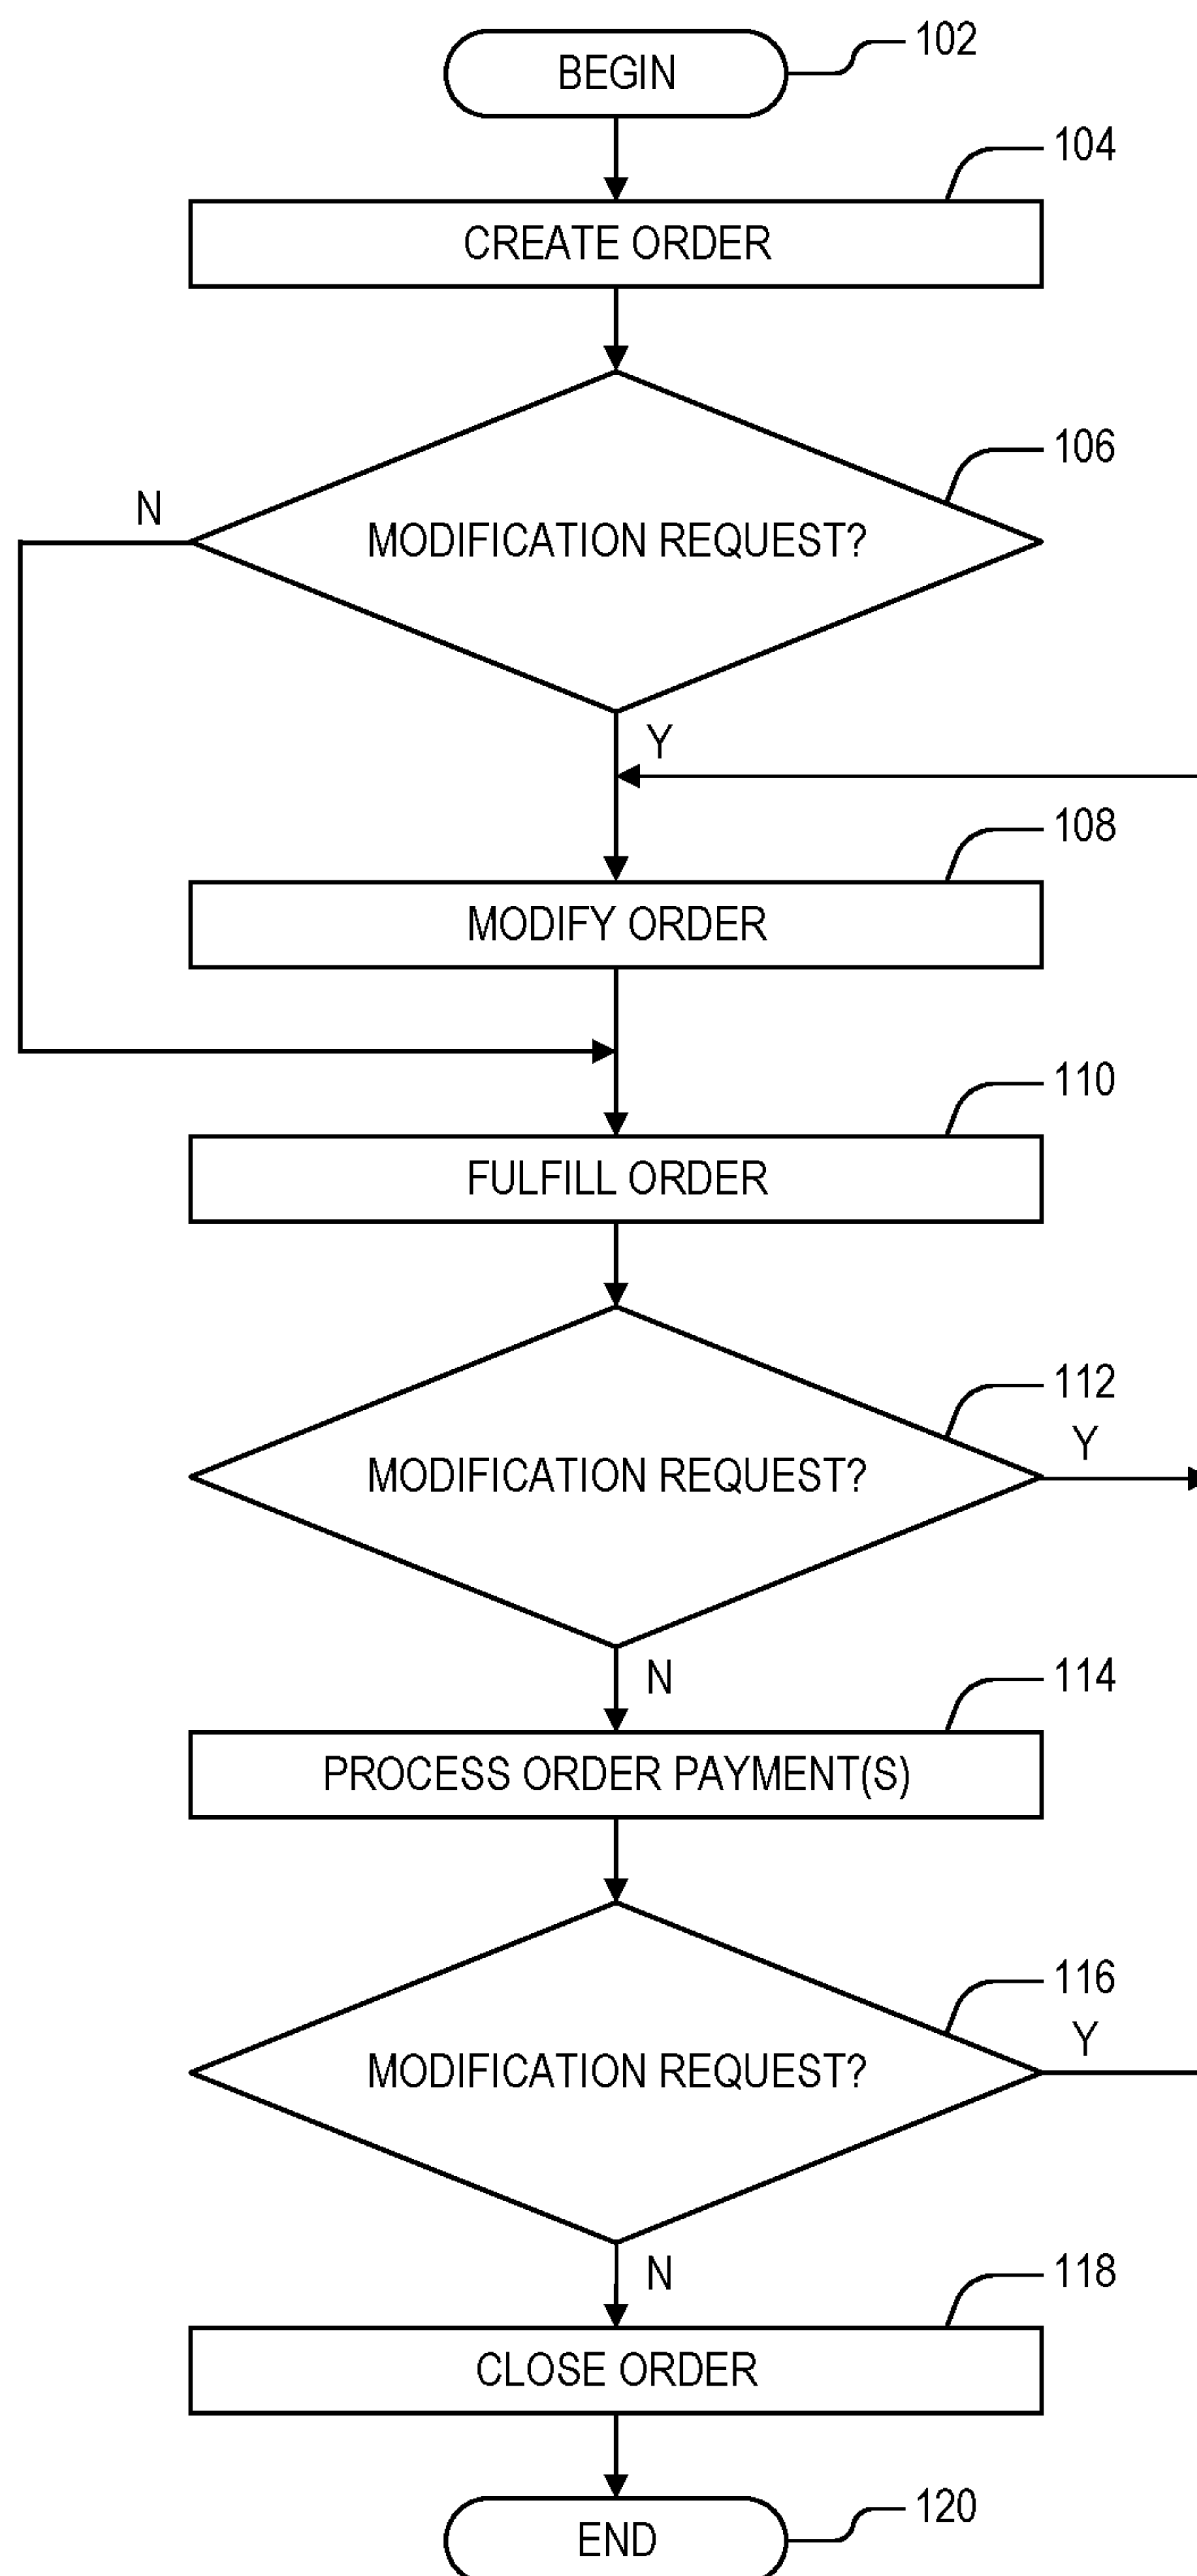 BEGIN
102
104
CREATE ORDER
106
N
MODIFICATION REQUEST?
Y
108
MODIFY ORDER
110
FULFILL ORDER
112
Y
MODIFICATION REQUEST?
N
114
PROCESS ORDER PAYMENT(S)
116
Y
MODIFICATION REQUEST?
N
118
CLOSE ORDER
120
END